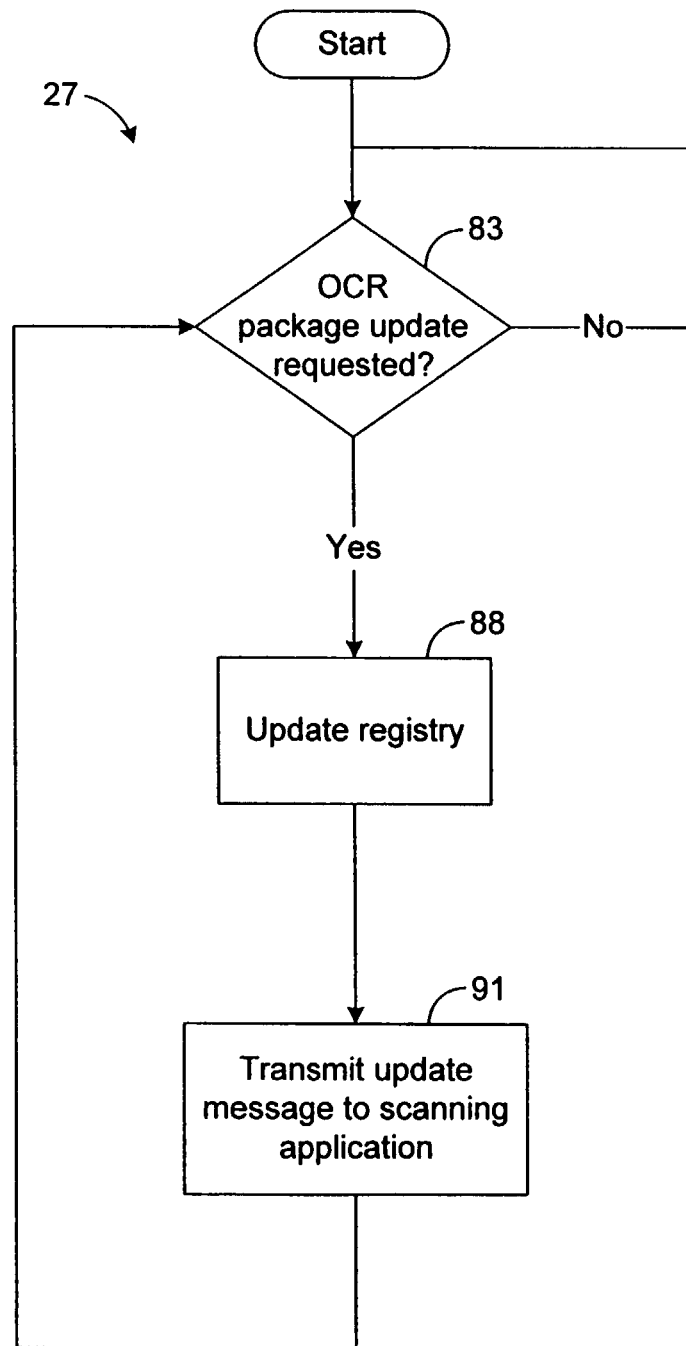 Start
27
83
OCR
package update
requested?
No
Yes
88
Update registry
91
Transmit update
message to scanning
application